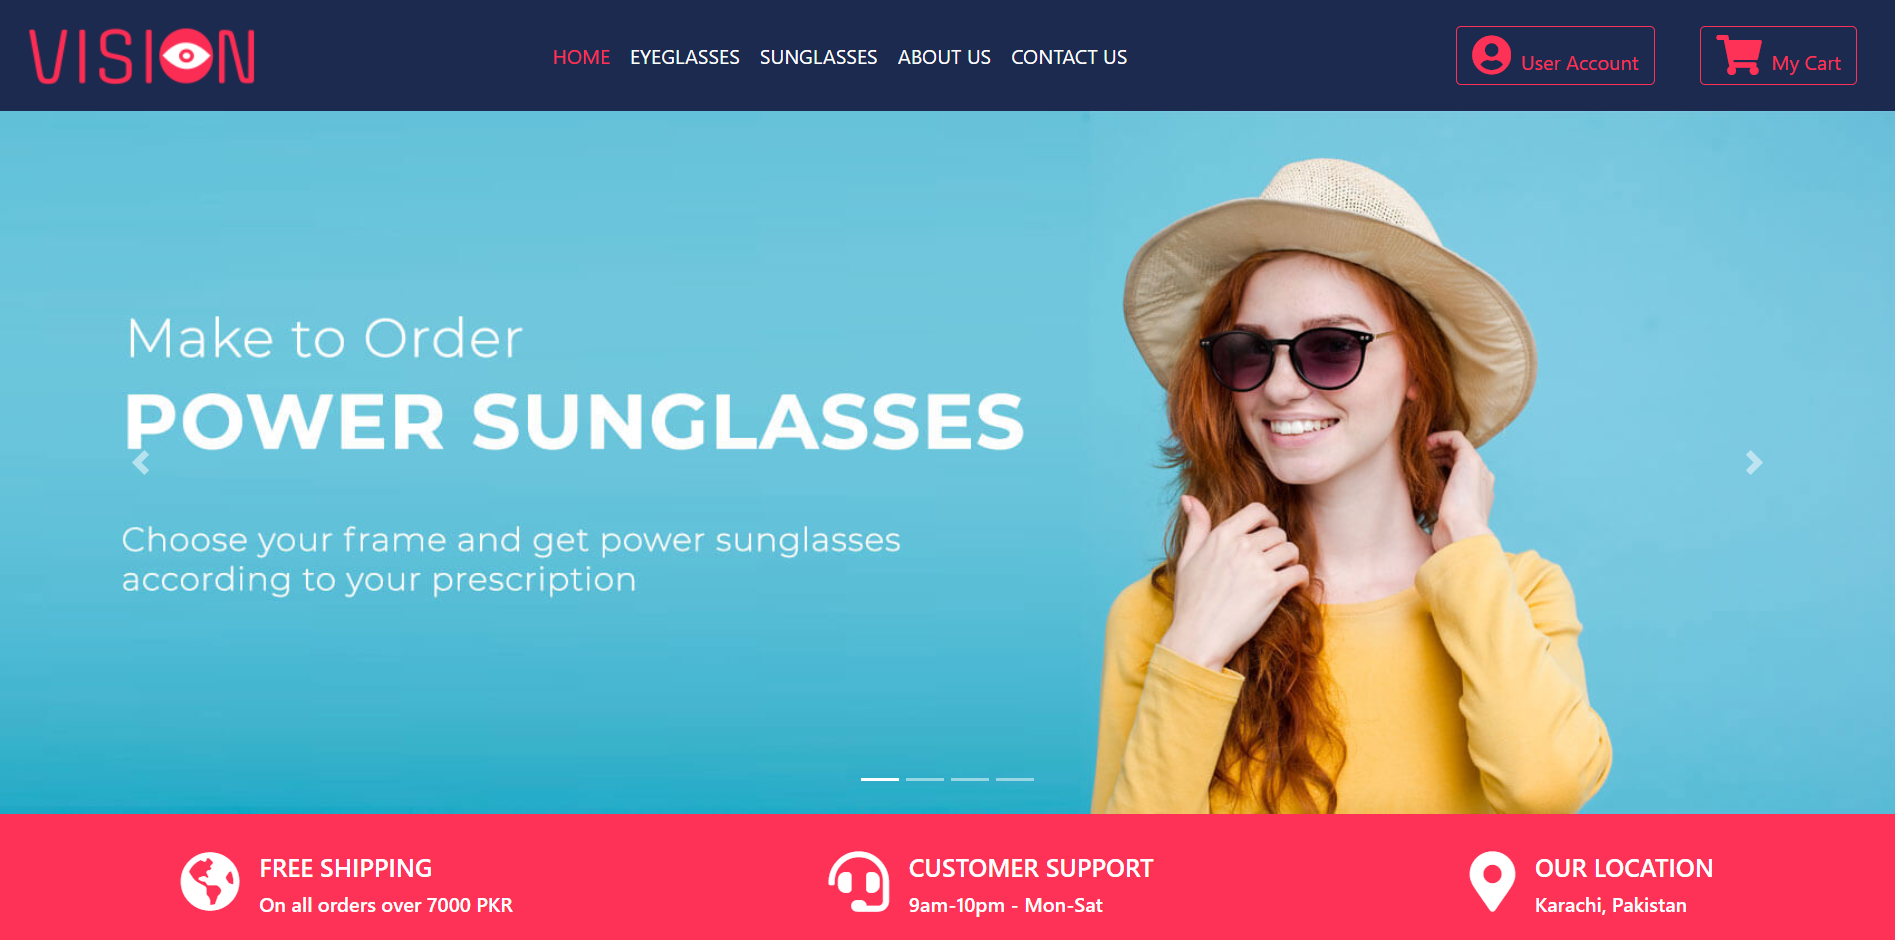 VISION
HOME EYEGLASSES SUNGLASSES ABOUT US CONTACT US
User Account
My Cart
Make to Order
POWER SUNGLASSES
Choose your frame and get power sunglasses
according to your prescription
FREE SHIPPING
On all orders over 7000 PKR
CUSTOMER SUPPORT
9am-10pm - Mon-Sat
OUR LOCATION
Karachi, Pakistan